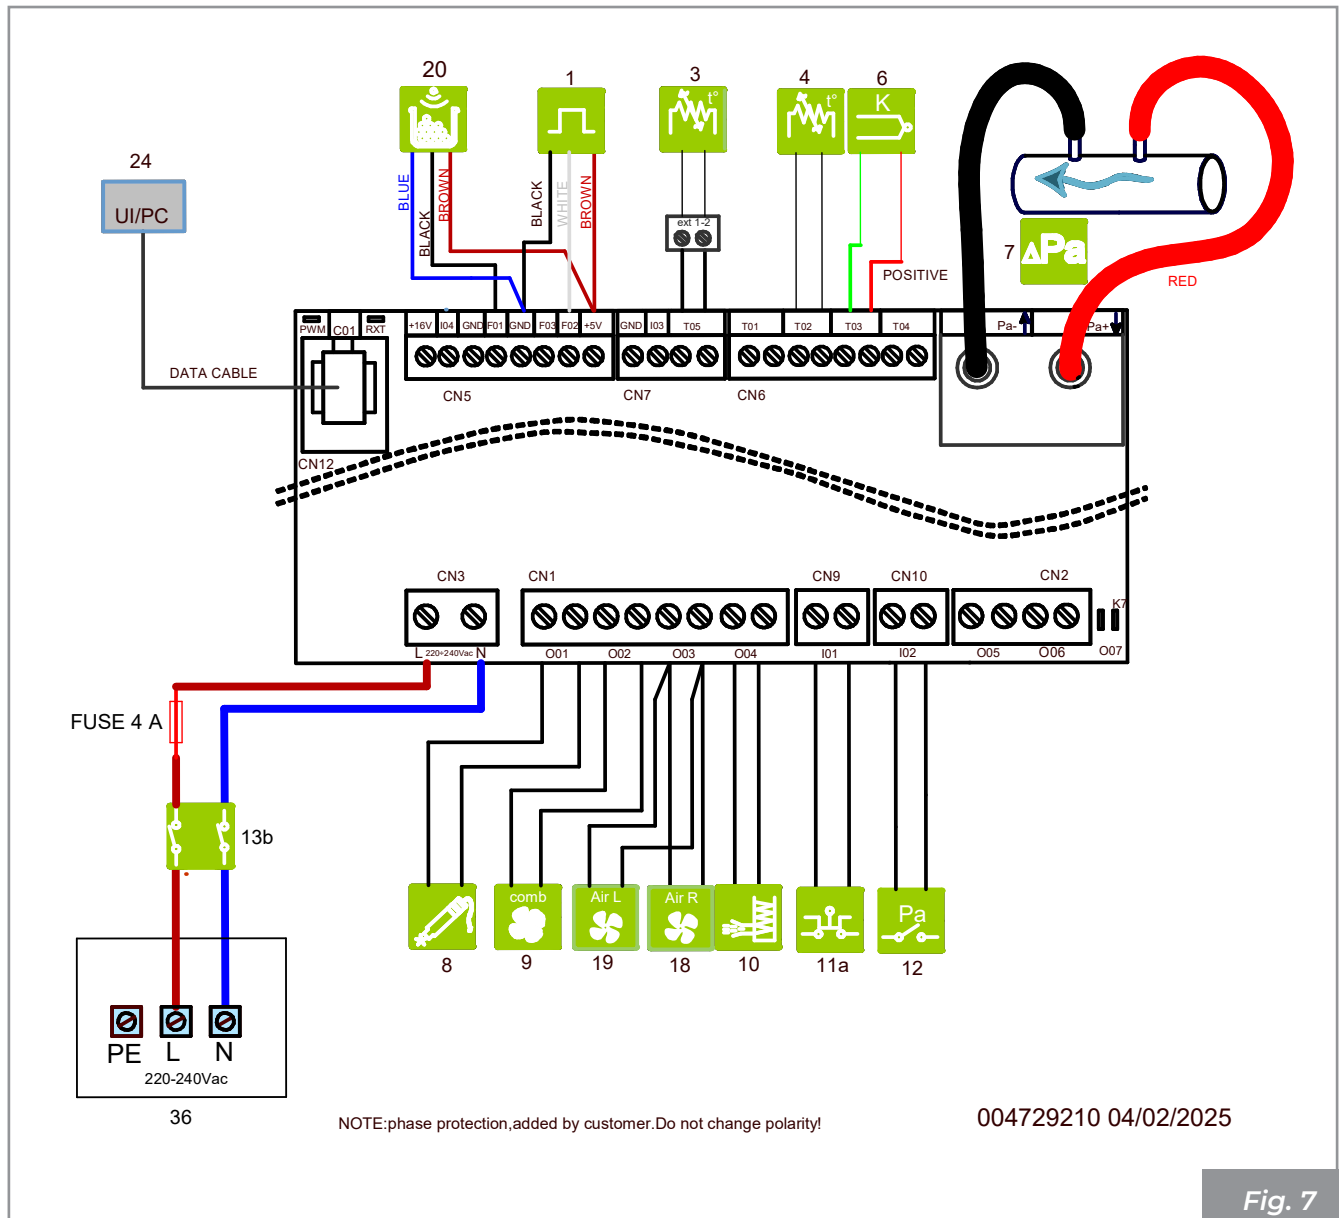 20
1
3
4
6
24
UI/PC
t°
t°
K
BLUE
BLACK
BROWN
BLACK
WHITE
BROWN
ext 1-2
POSITIVE
7
ΔPa
RED
DATA CABLE
PWM
C01
RXT
+16V
I04
GND
F01
GND
F03
F02
+5V
GND
I03
T05
T01
T02
T03
T04
Pa-
Pa+
CN5
CN7
CN6
CN12
CN3
CN1
CN9
CN10
CN2
K7
L 220÷240Vac N
O01
O02
O03
O04
I01
I02
O05
O06
O07
FUSE 4 A
13b
comb
Air L
Air R
Pa
8
9
19
18
10
11a
12
PE L N
220-240Vac
36
NOTE:phase protection,added by customer.Do not change polarity!
004729210 04/02/2025
Fig. 7